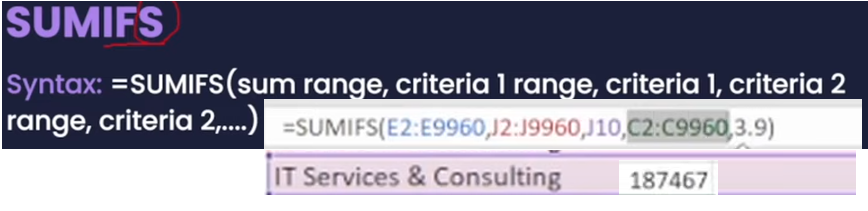 SUMIFS
Syntax: =SUMIFS(sum range, criteria 1 range, criteria 1, criteria 2
range, criteria 2,....)
=SUMIFS(E2:E9960,J2:J9960,J10,C2:C9960,3.9)
IT Services & Consulting 187467